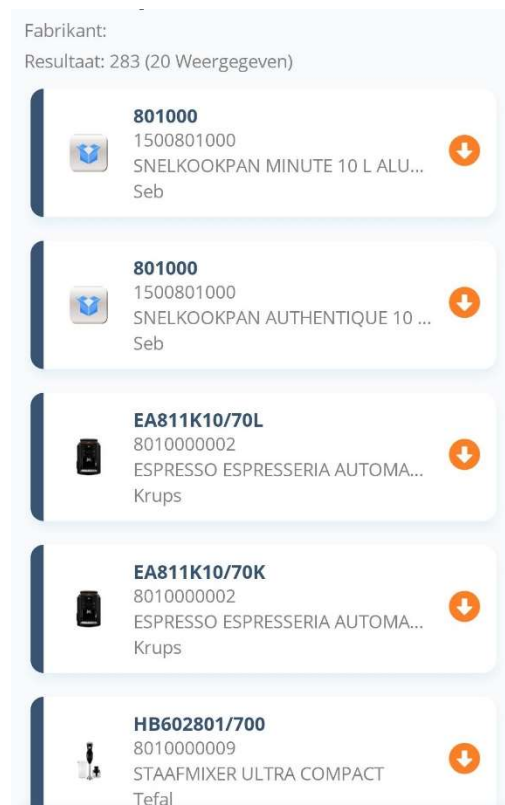 Fabrikant:
Resultaat: 283 (20 Weergegeven)
801000
1500801000
SNELKOOKPAN MINUTE 10 L ALU...
Seb
801000
1500801000
SNELKOOKPAN AUTHENTIQUE 10 ...
Seb
EA811K10/70L
8010000002
ESPRESSO ESPRESSERIA AUTOMA...
Krups
EA811K10/70K
8010000002
ESPRESSO ESPRESSERIA AUTOMA...
Krups
HB602801/700
8010000009
STAAFMIXER ULTRA COMPACT
Tefal